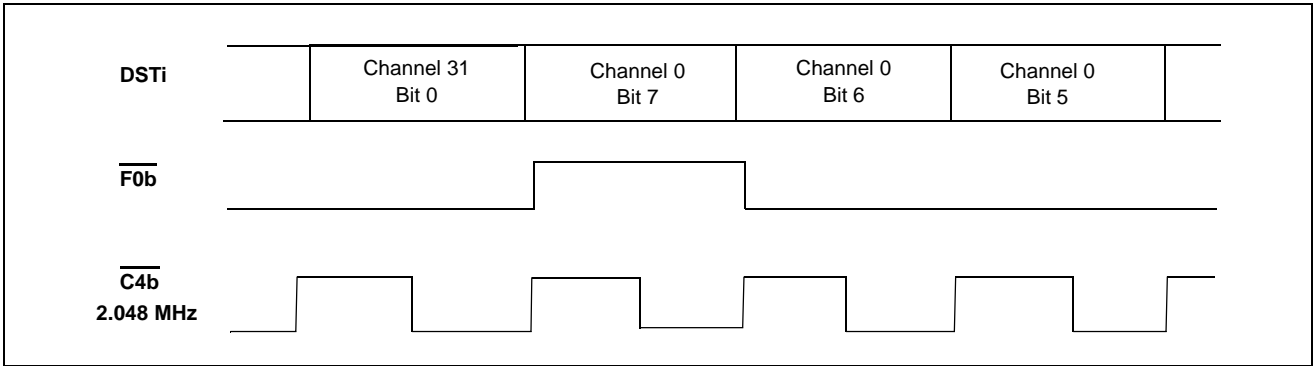 DSTi
Channel 31
Bit 0
Channel 0
Bit 7
Channel 0
Bit 6
Channel 0
Bit 5
F0b
C4b
2.048 MHz